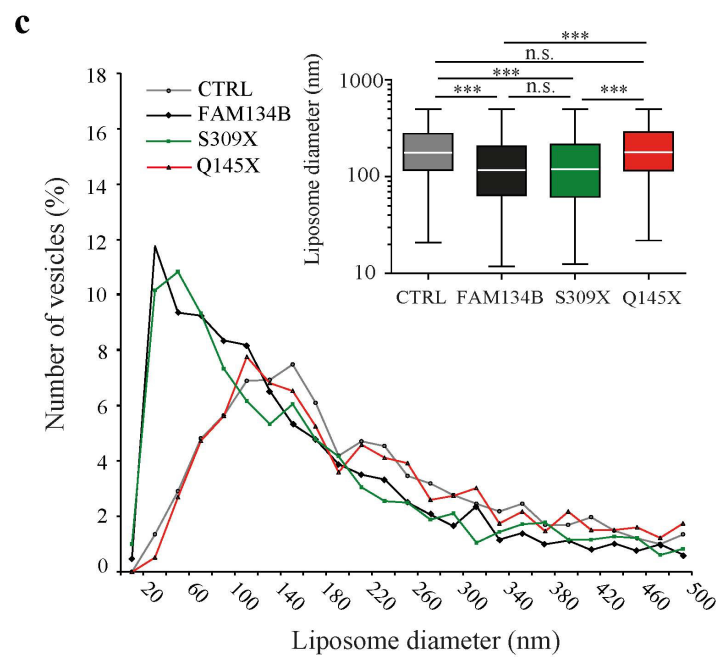 c
***
n.s.
***
***
n.s.
***
Liposome diameter (nm)
1000
100
10
CTRL FAM134B S309X Q145X
CTRL
FAM134B
S309X
Q145X
Number of vesicles (%)
18
16
14
12
10
8
6
4
2
0
20 60 100 140 180 220 260 300 340 380 420 460 500
Liposome diameter (nm)